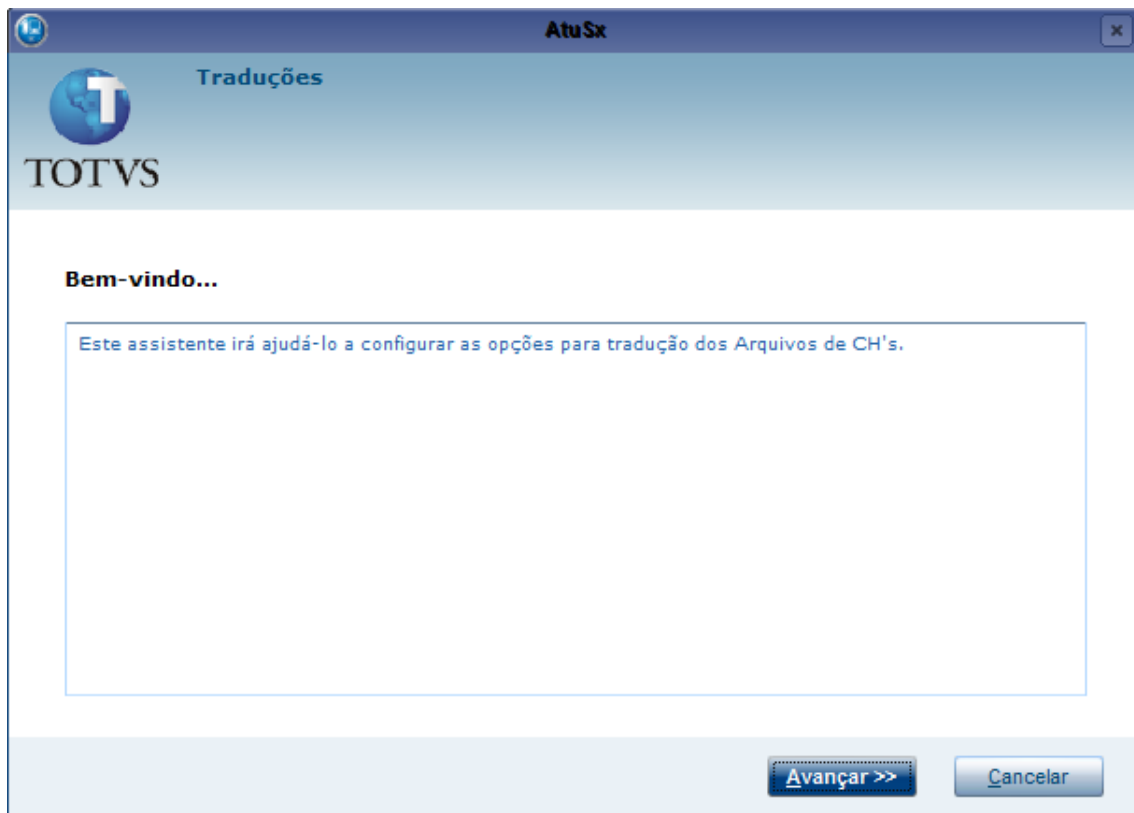 AtuSx
Traduções
TOTVS
Bem-vindo...
Este assistente irá ajudá-lo a configurar as opções para tradução dos Arquivos de CH's.
Avançar >>
Cancelar